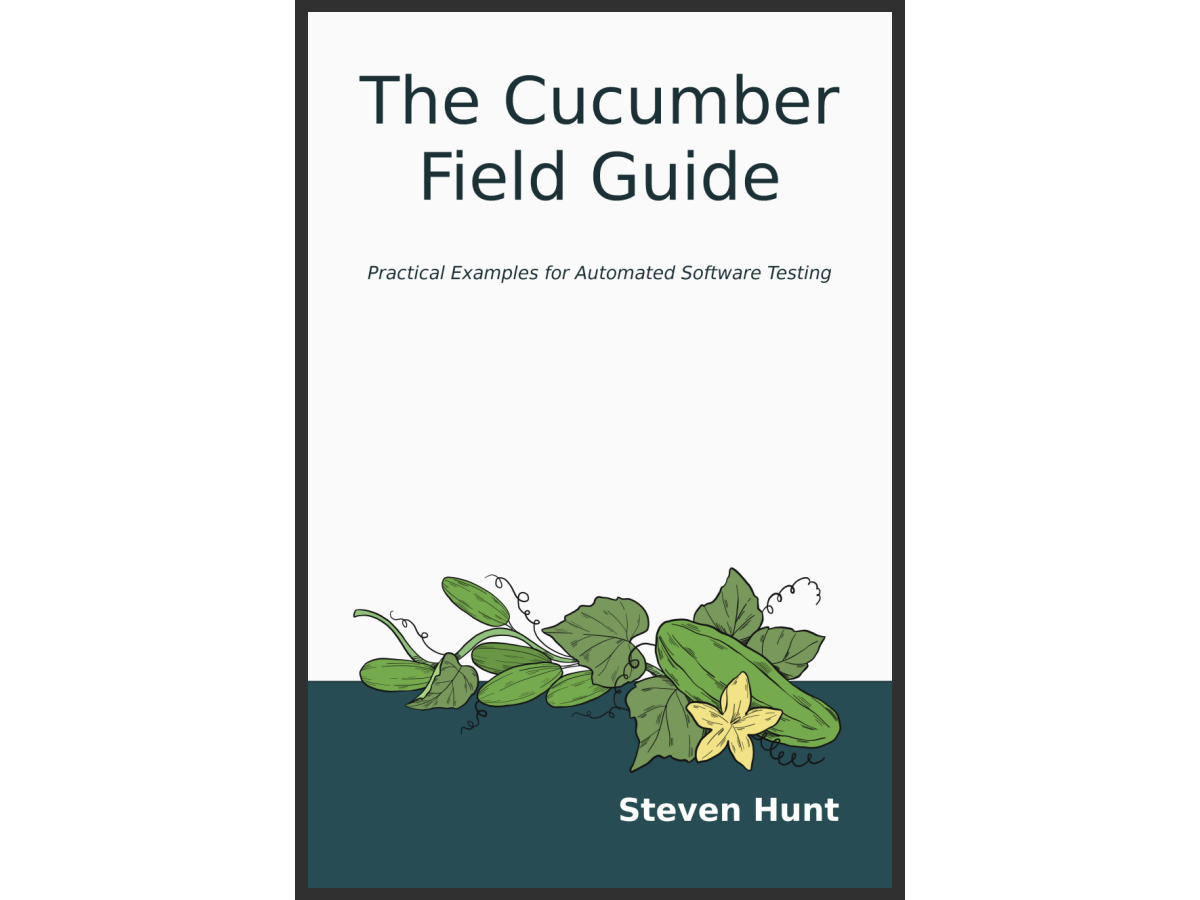 The Cucumber
Field Guide
Practical Examples for Automated Software Testing
Steven Hunt